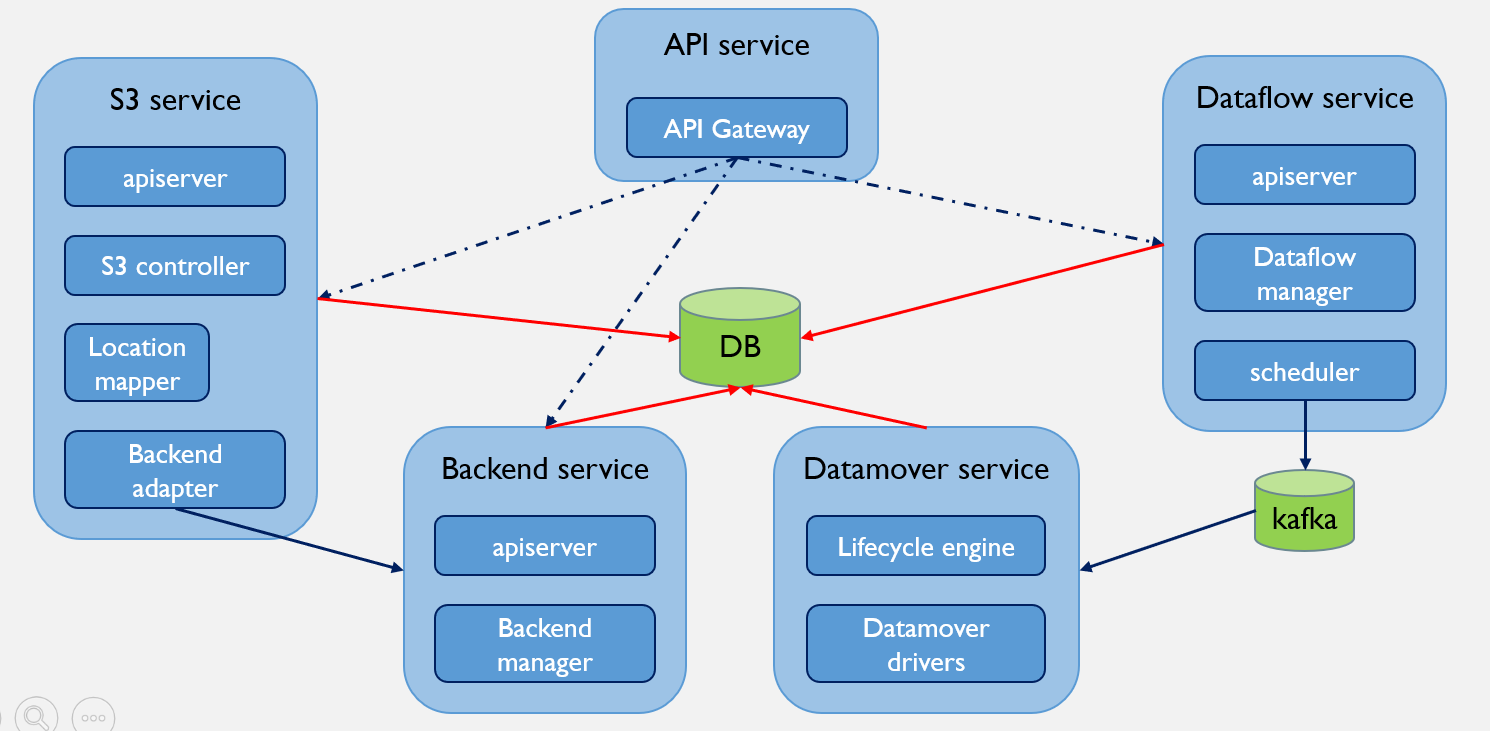 API service
API Gateway
S3 service
apiserver
S3 controller
Location
mapper
Backend
adapter
DB
Dataflow service
apiserver
Dataflow
manager
scheduler
kafka
Backend service
apiserver
Backend
manager
Datamover service
Lifecycle engine
Datamover
drivers